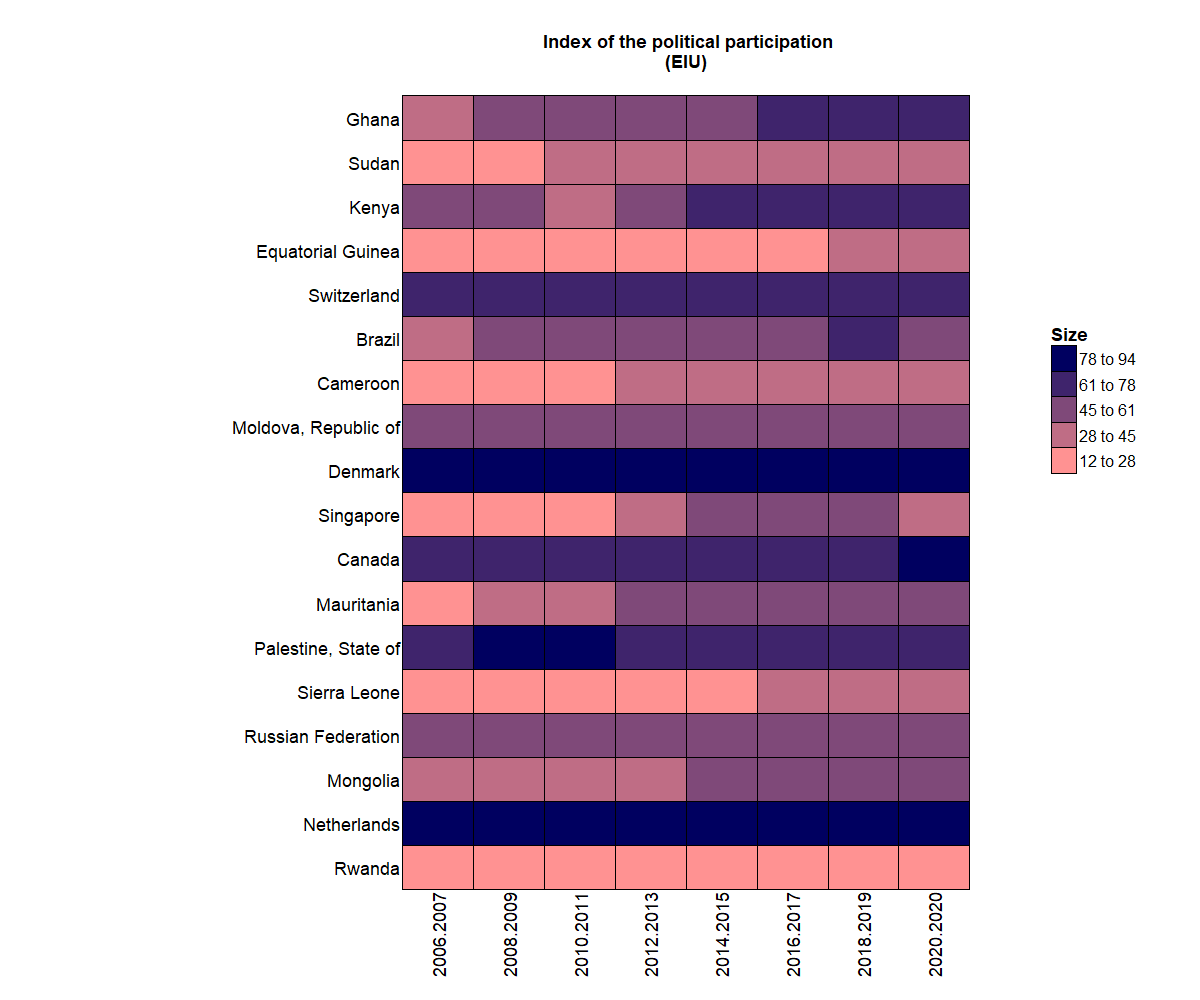 Index of the political participation
(EIU)
Ghana
Sudan
Kenya
Equatorial Guinea
Switzerland
Brazil
Cameroon
Moldova, Republic of
Denmark
Singapore
Canada
Mauritania
Palestine, State of
Sierra Leone
Russian Federation
Mongolia
Netherlands
Rwanda
2006.2007
2008.2009
2010.2011
2012.2013
2014.2015
2016.2017
2018.2019
2020.2020
Size
78 to 94
61 to 78
45 to 61
28 to 45
12 to 28